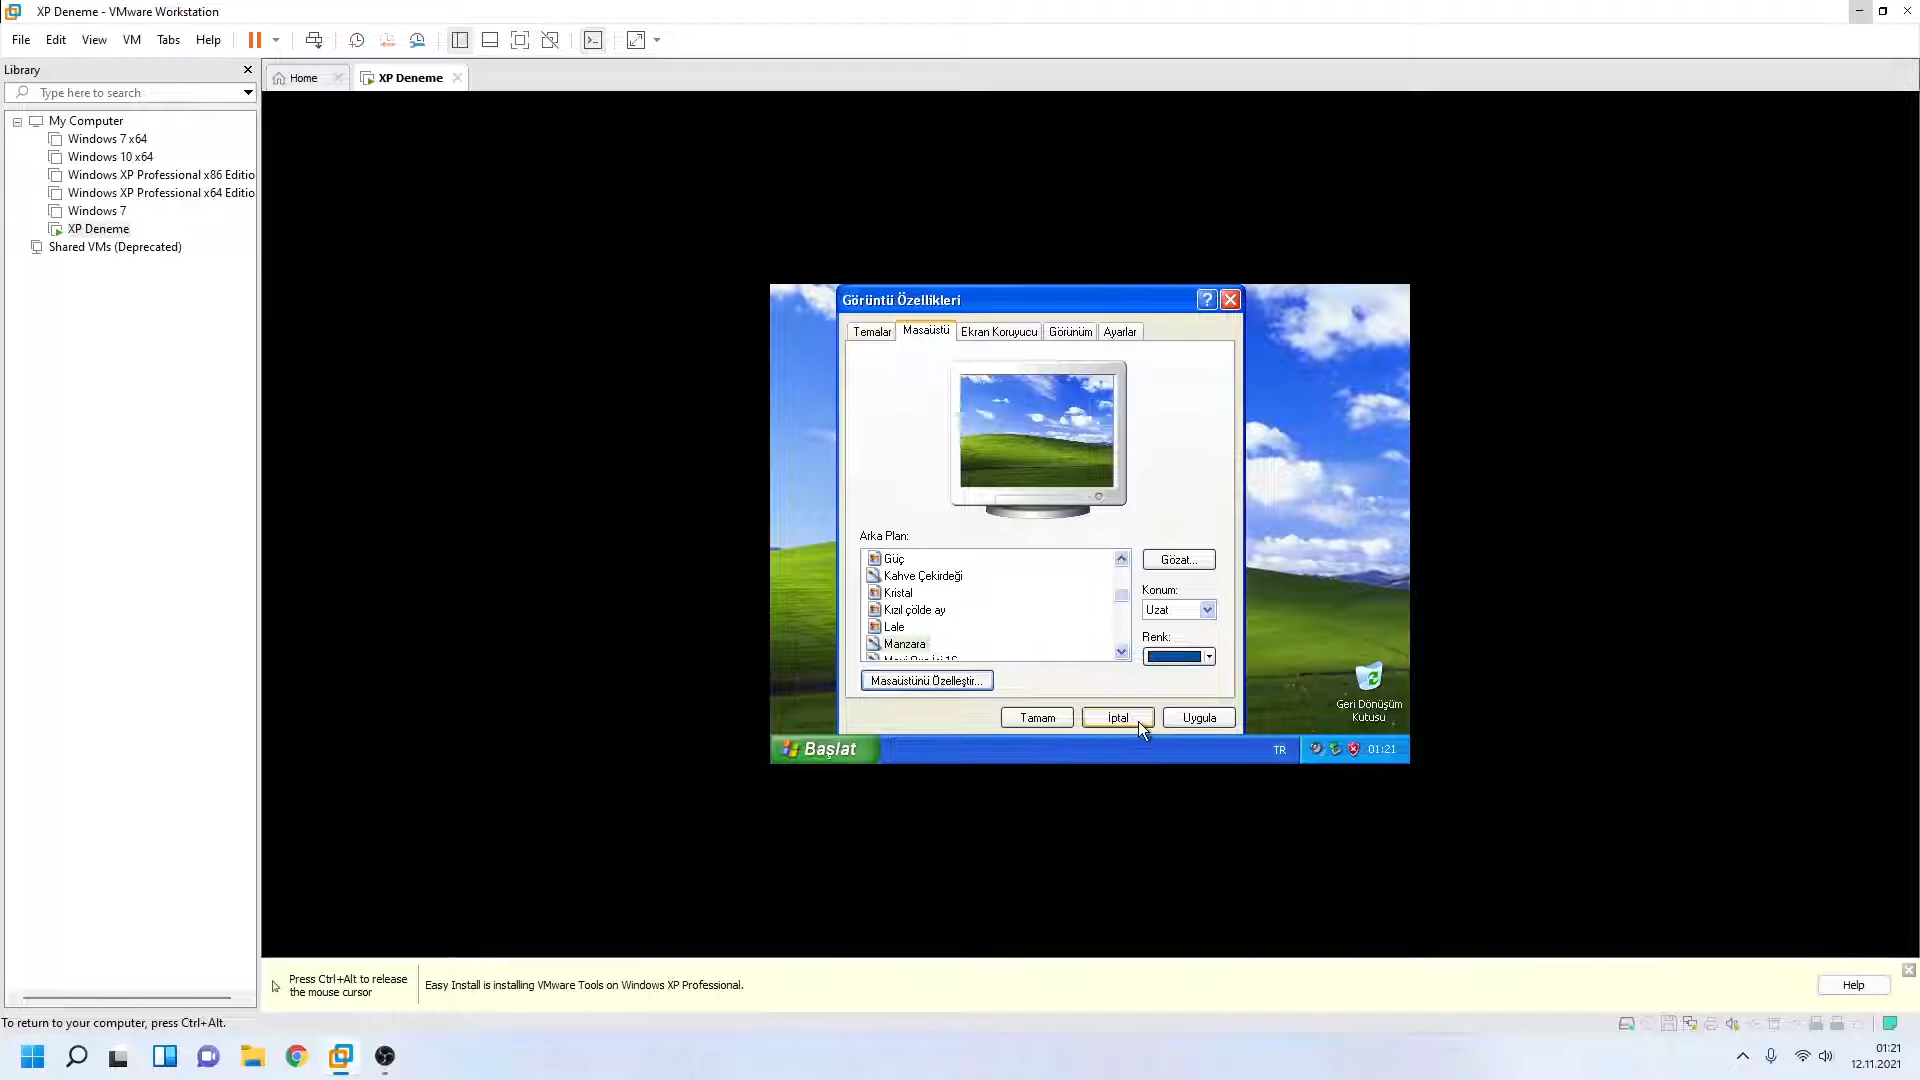 XP Deneme - VMware Workstation
File Edit View VM Tabs Help
Library
Home
XP Deneme
Type here to search
My Computer
Windows 7 x64
Windows 10 x64
Windows XP Professional x86 Editio
Windows XP Professional x64 Editio
Windows 7
XP Deneme
Shared VMs (Deprecated)
Görüntü Özellikleri
Temalar Masaüstü Ekran Koruyucu Görünüm Ayarlar
Arka Plan:
Güç
Kahve Çekirdeği
Kristal
Kızıl çölde ay
Lale
Manzara
Gözat...
Konum:
Uzat
Renk:
Masaüstünü Özelleştir...
Tamam İptal Uygula
Geri Dönüşüm
Kutusu
Başlat
TR
01:21
Press Ctrl+Alt to release
the mouse cursor
Easy Install is installing VMware Tools on Windows XP Professional.
Help
To return to your computer, press Ctrl+Alt.
01:21
12.11.2021